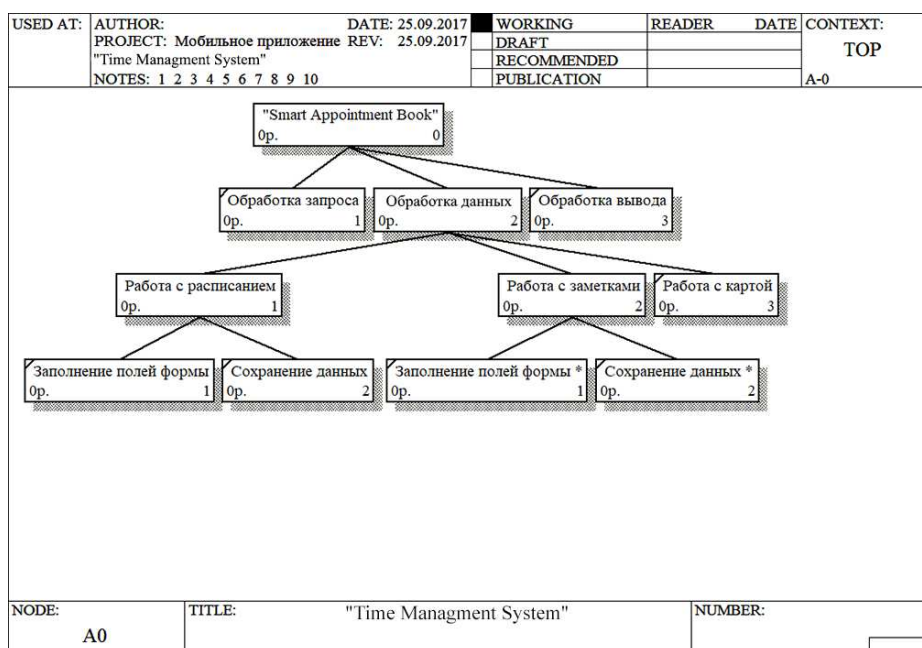 USED AT: AUTHOR: DATE: 25.09.2017 WORKING READER DATE CONTEXT:
PROJECT: Мобильное приложение REV: 25.09.2017 DRAFT TOP
"Time Managment System" RECOMMENDED
NOTES: 1 2 3 4 5 6 7 8 9 10 PUBLICATION A-0
"Smart Appointment Book"
0р. 0
Обработка запроса Обработка данных Обработка вывода
0р. 1 0р. 2 0р. 3
Работа с расписанием Работа с заметками Работа с картой
0р. 1 0р. 2 0р. 3
Заполнение полей формы Сохранение данных Заполнение полей формы * Сохранение данных *
0р. 1 0р. 2 0р. 1 0р. 2
NODE: TITLE: "Time Managment System" NUMBER:
A0